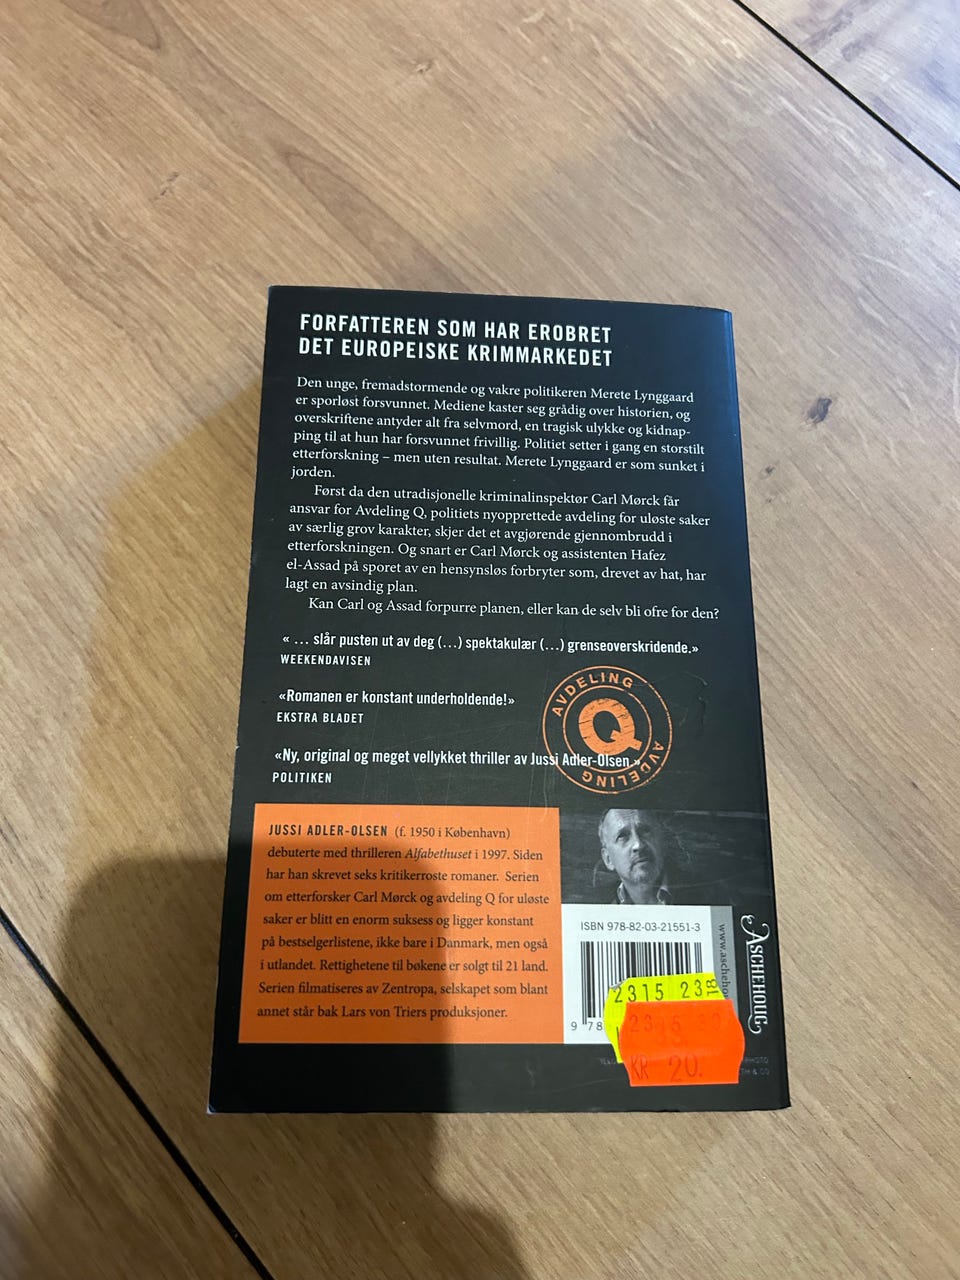 FORFATTEREN SOM HAR EROBRET
DET EUROPEISKE KRIMMARKEDET
Den unge, fremadstormende og vakre politikeren Merete Lynggaard
er sporløst forsvunnet. Mediene kaster seg grådig over historien, og
overskriftene antyder alt fra selvmord, en tragisk ulykke og kidnap-
ping til at hun har forsvunnet frivillig. Politiet setter i gang en storstilt
etterforskning – men uten resultat. Merete Lynggaard er som sunket i
jorden.
Først da den utradisjonelle kriminalinspektør Carl Mørck får
ansvar for Avdeling Q, politiets nyopprettede avdeling for uløste saker
av særlig grov karakter, skjer det et avgjørende gjennombrudd i
etterforskningen. Og snart er Carl Mørck og assistenten Hafez
el-Assad på sporet av en hensynsløs forbryter som, drevet av hat, har
lagt en avsindig plan.
Kan Carl og Assad forpurre planen, eller kan de selv bli ofre for den?
« … slår pusten ut av deg (…) spektakulær (…) grenseoverskridende.»
WEEKENDAVISEN
«Romanen er konstant underholdende!»
EKSTRA BLADET
«Ny, original og meget vellykket thriller av Jussi Adler-Olsen.»
POLITIKEN
AVDELING
Q
AVDELING
JUSSI ADLER-OLSEN (f. 1950 i København)
debuterte med thrilleren Alfabethuset i 1997. Siden
har han skrevet seks kritikerroste romaner. Serien
om etterforsker Carl Mørck og avdeling Q for uløste
saker er blitt en enorm suksess og ligger konstant
på bestselgerlistene, ikke bare i Danmark, men også
i utlandet. Rettighetene til bøkene er solgt til 21 land.
Serien filmatiseres av Zentropa, selskapet som blant
annet står bak Lars von Triers produksjoner.
ISBN 978-82-03-21551-3
9 78
2315 23
18
KR 20.
www.ascheho
ASCHEHOUG